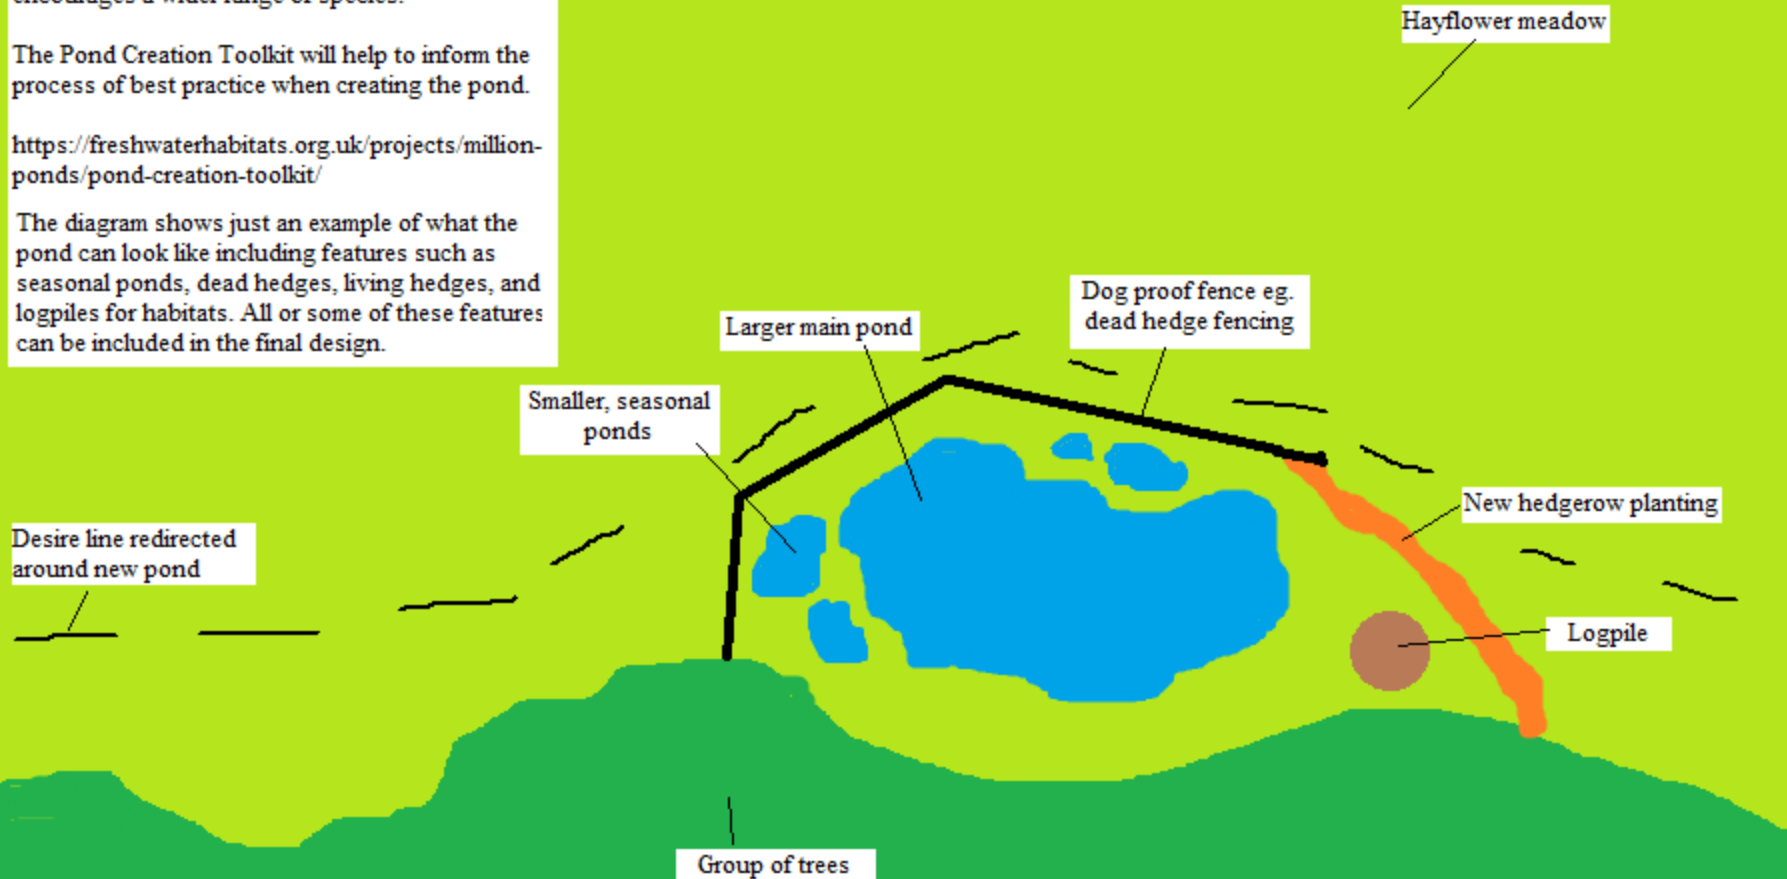 encourages a wider range of species.
The Pond Creation Toolkit will help to inform the
process of best practice when creating the pond.
https://freshwaterhabitats.org.uk/projects/million-
ponds/pond-creation-toolkit/
The diagram shows just an example of what the
pond can look like including features such as
seasonal ponds, dead hedges, living hedges, and
logpiles for habitats. All or some of these features
can be included in the final design.
Hayflower meadow
Dog proof fence eg.
dead hedge fencing
Larger main pond
Smaller, seasonal
ponds
New hedgerow planting
Desire line redirected
around new pond
Logpile
Group of trees